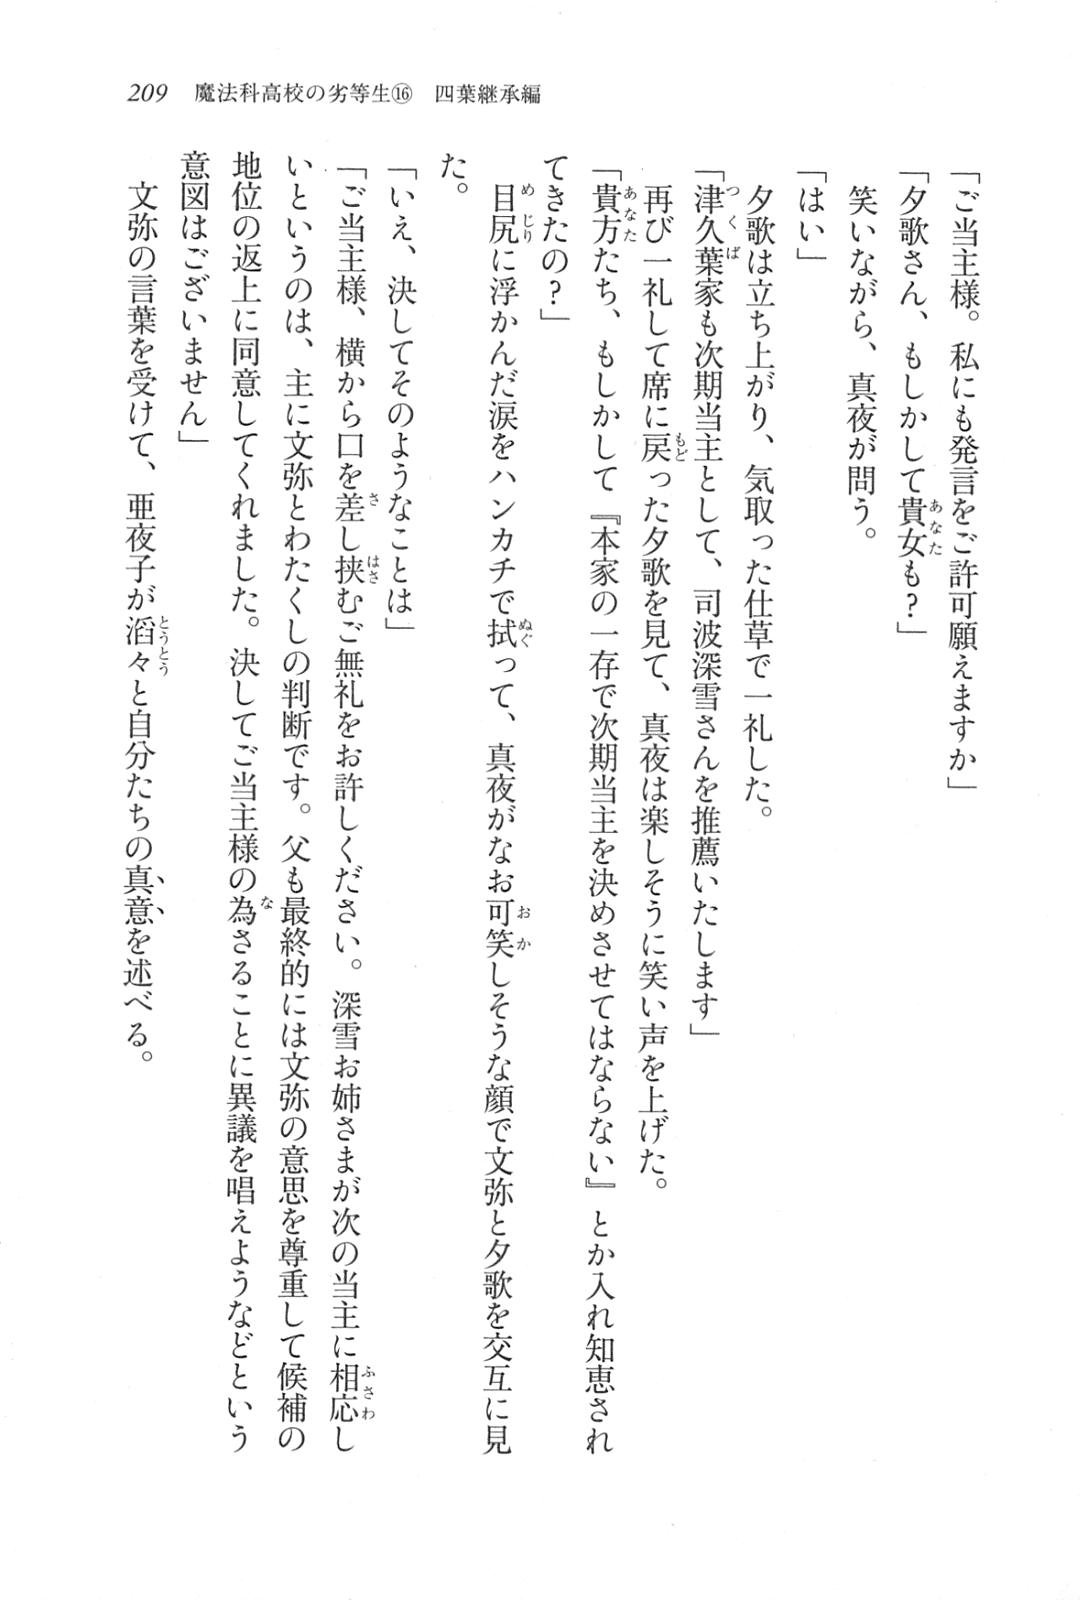 209 魔法科高校の劣等生⑯ 四葉継承編
「ご当主様。私にも発言をご許可願えますか」
「夕歌さん、もしかして貴女も？」
笑いながら、真夜が問う。
「はい」
夕歌は立ち上がり、気取った仕草で一礼した。
「津久葉家も次期当主として、司波深雪さんを推薦いたします」
再び一礼して席に戻った夕歌を見て、真夜は楽しそうに笑い声を上げた。
「貴方たち、もしかして『本家の一存で次期当主を決めさせてはならない』とか入れ知恵され
てきたの？」
目尻に浮かんだ涙をハンカチで拭って、真夜がなお可笑しそうな顔で文弥と夕歌を交互に見
た。
「いえ、決してそのようなことは」
「ご当主様、横から口を差し挟むご無礼をお許しください。深雪お姉さまが次の当主に相応し
いというのは、主に文弥とわたくしの判断です。父も最終的には文弥の意思を尊重して候補の
地位の返上に同意してくれました。決してご当主様の為さることに異議を唱えようなどという
意図はございません」
文弥の言葉を受けて、亜夜子が滔々と自分たちの真意を述べる。